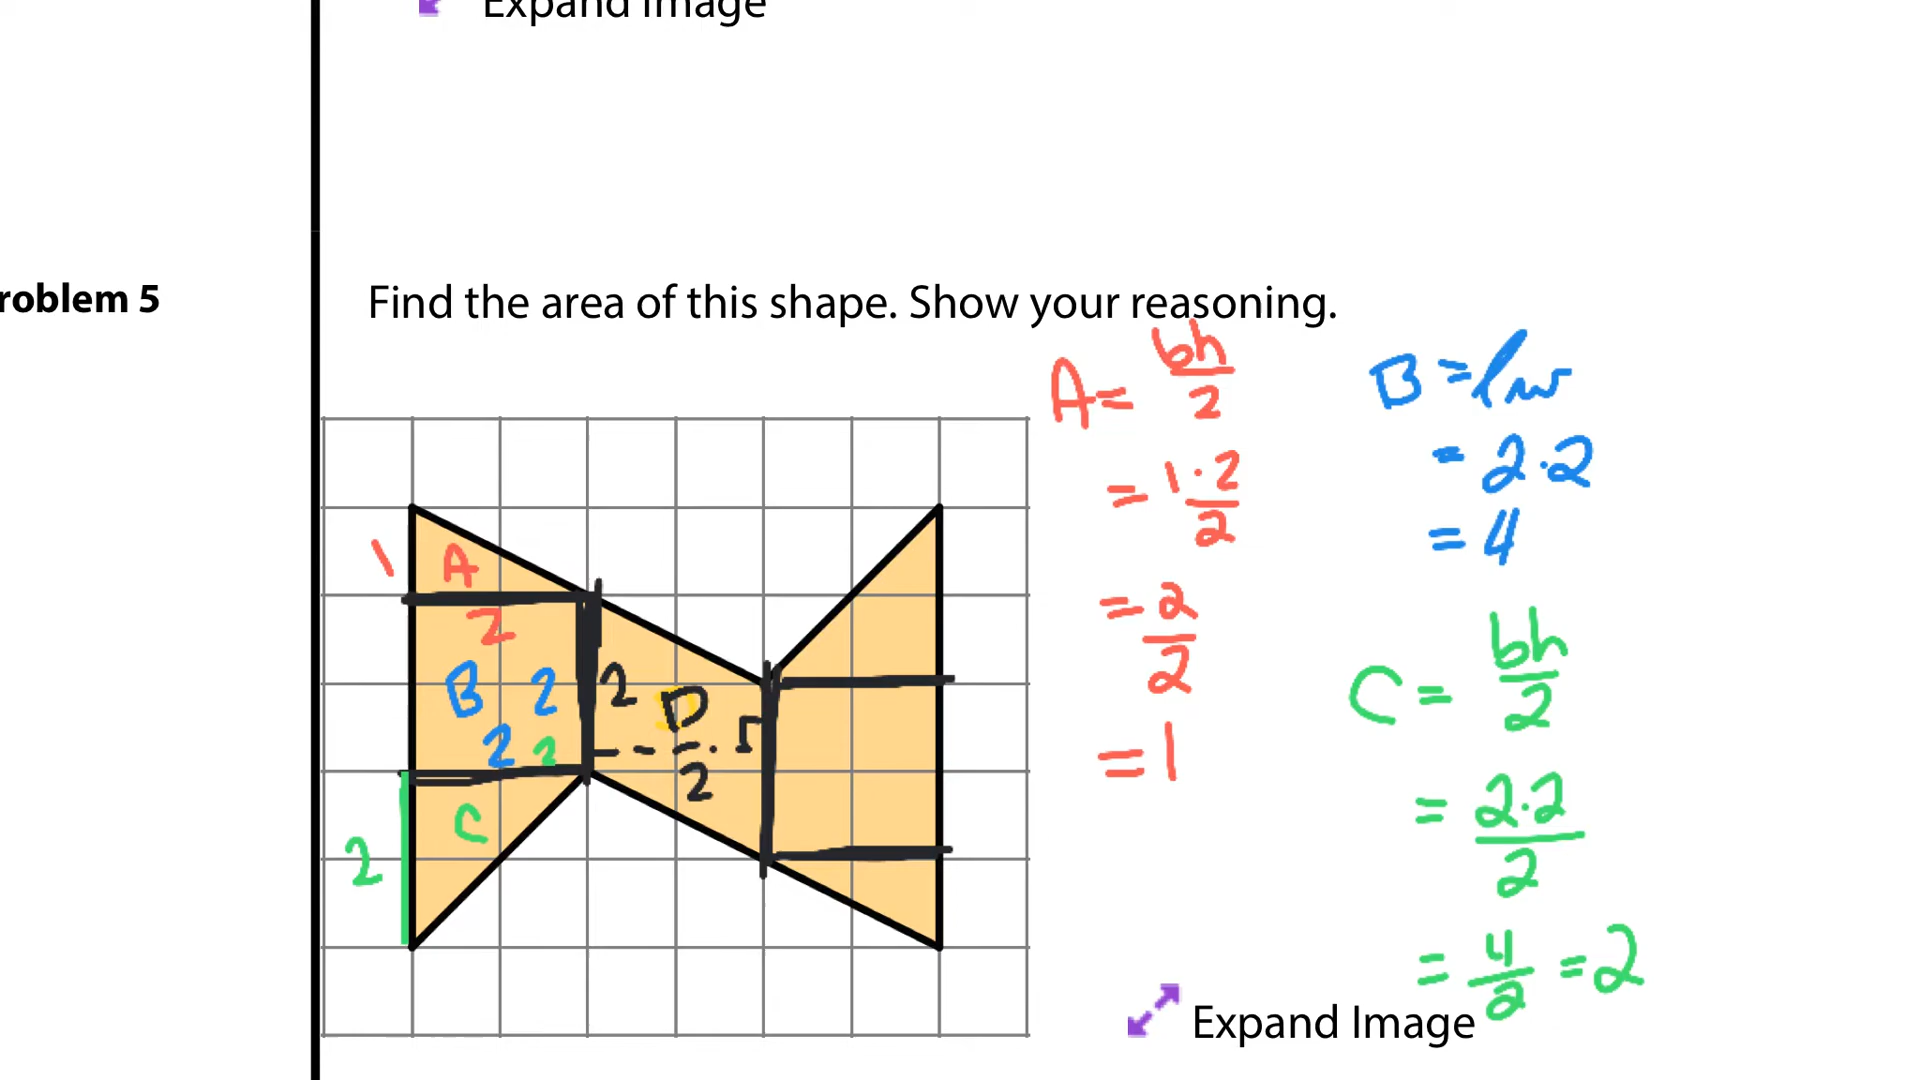 Expand Image
roblem 5
Find the area of this shape. Show your reasoning.
A = bh/2
= 1·2/2
= 2/2
= 1
B = lw
= 2·2
= 4
C = bh/2
= 2·2/2
= 4/2 = 2
1 A
2
B 2
2 2
2 C
2 D
2
Expand Image